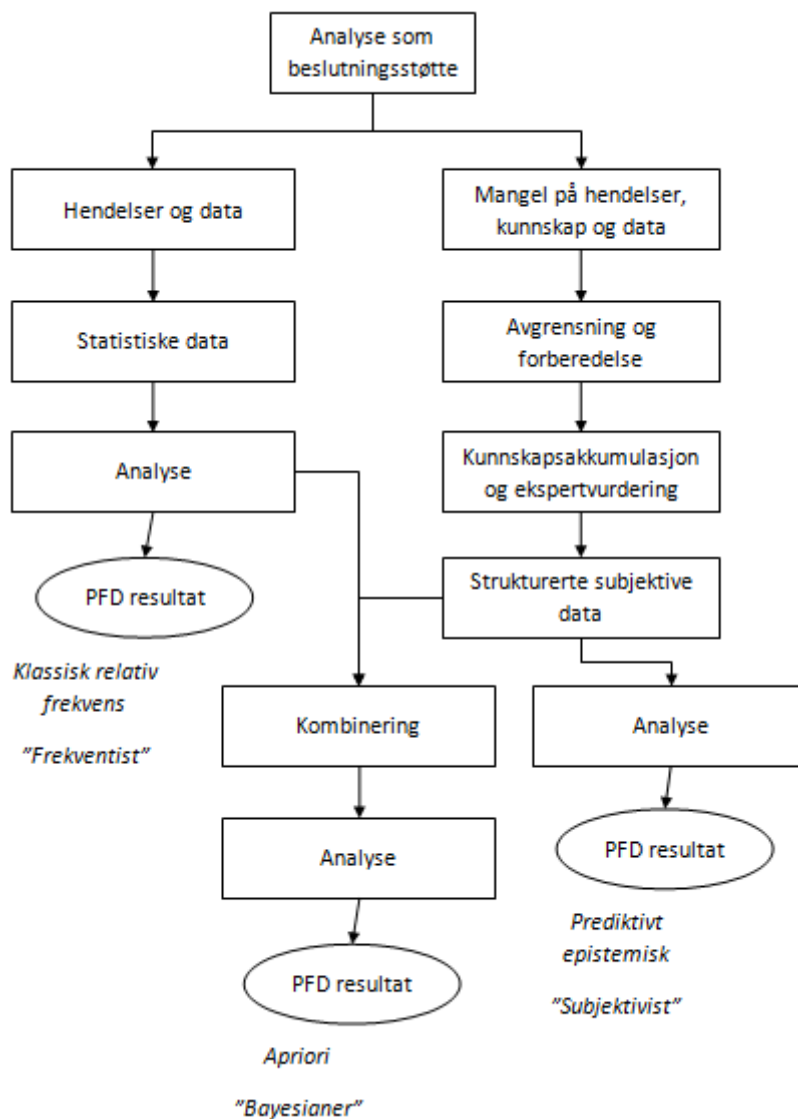 Analyse som
beslutningsstøtte
Hendelser og data
Mangel på hendelser,
kunnskap og data
Statistiske data
Avgrensning og
forberedelse
Analyse
Kunnskapsakkumulasjon
og ekspertvurdering
PFD resultat
Strukturerte subjektive
data
Klassisk relativ
frekvens
"Frekventist"
Kombinering
Analyse
Analyse
PFD resultat
Prediktivt
epistemisk
"Subjektivist"
PFD resultat
Apriori
"Bayesianer"